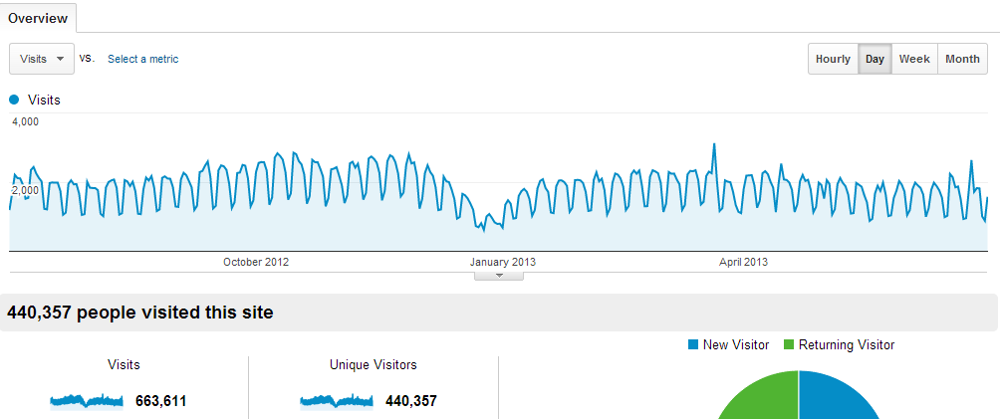 Overview
Visits vs. Select a metric Hourly Day Week Month
Visits
4,000
2,000
October 2012 January 2013 April 2013
440,357 people visited this site
New Visitor Returning Visitor
Visits Unique Visitors
663,611 440,357